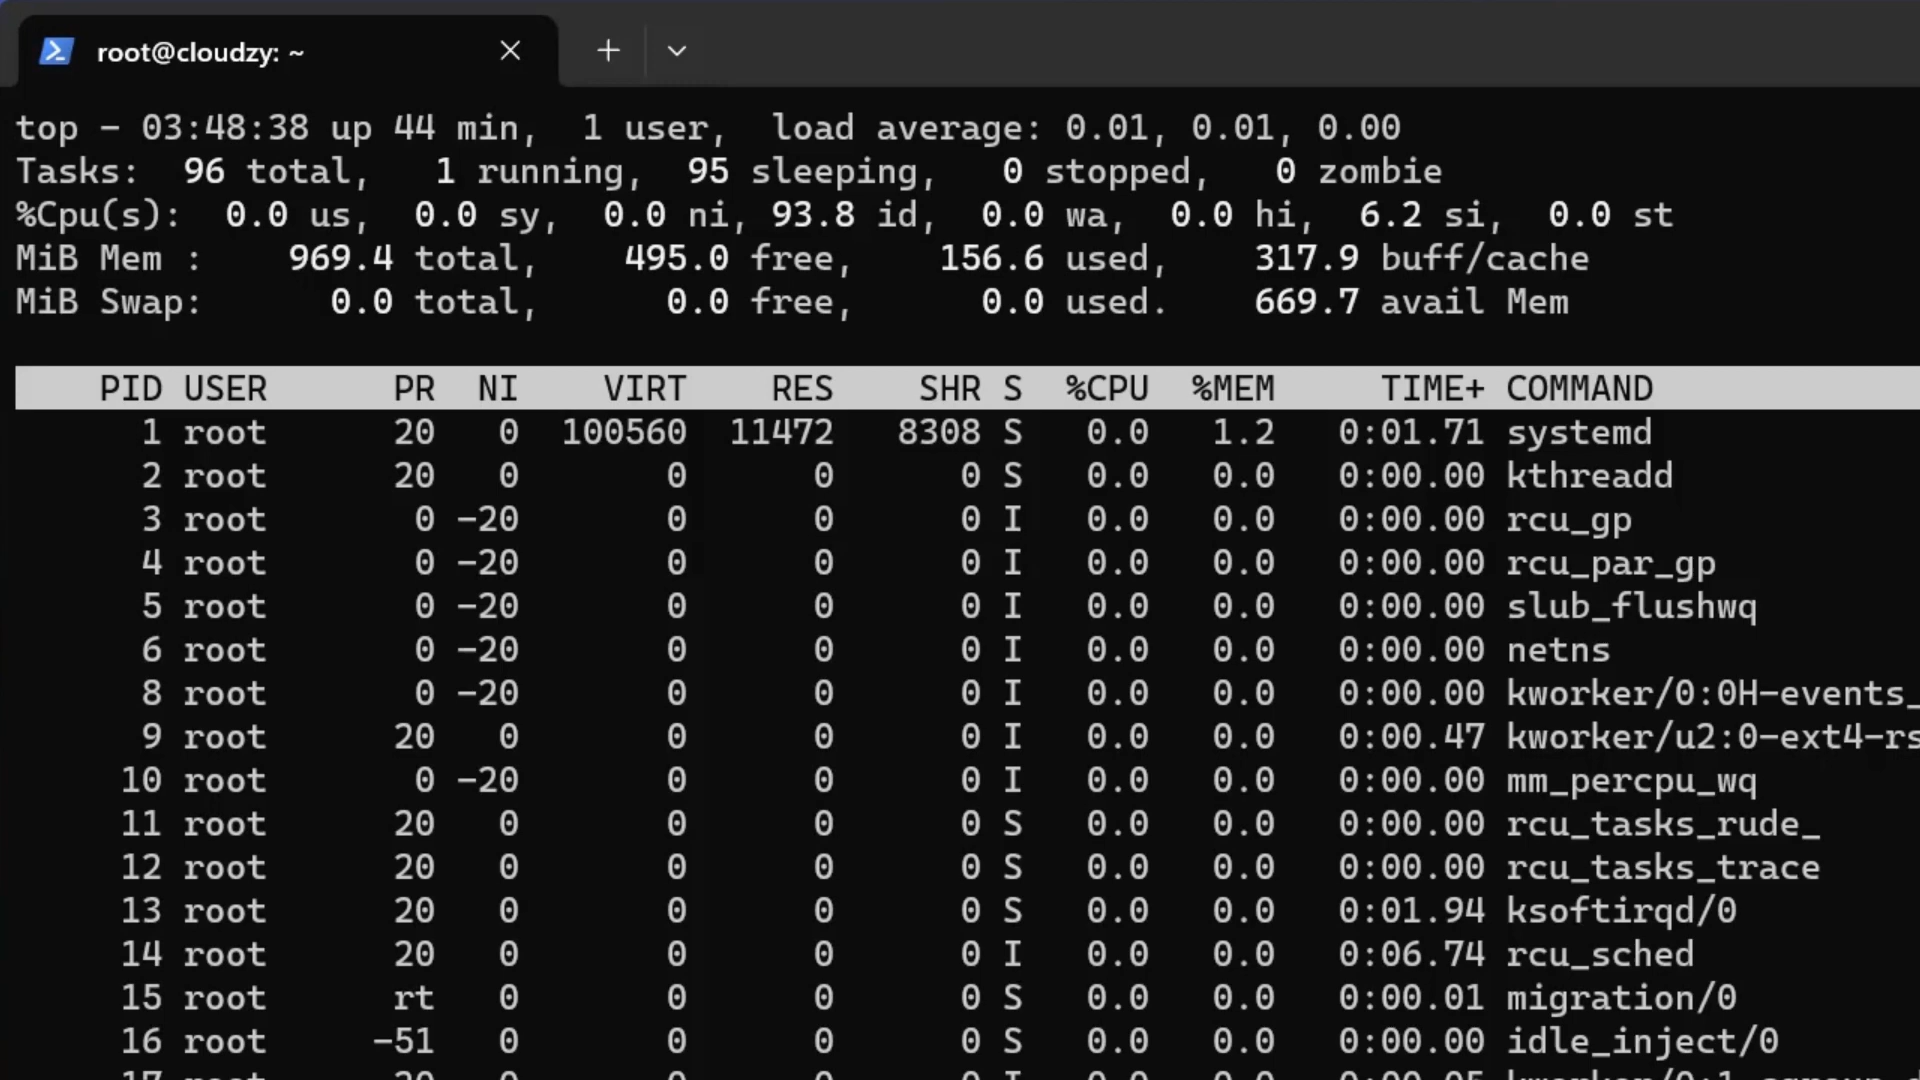 root@cloudzy: ~
top - 03:48:38 up 44 min,  1 user,  load average: 0.01, 0.01, 0.00
Tasks:  96 total,   1 running,  95 sleeping,   0 stopped,   0 zombie
%Cpu(s):  0.0 us,  0.0 sy,  0.0 ni, 93.8 id,  0.0 wa,  0.0 hi,  6.2 si,  0.0 st
MiB Mem :    969.4 total,    495.0 free,    156.6 used,    317.9 buff/cache
MiB Swap:      0.0 total,      0.0 free,      0.0 used.    669.7 avail Mem
PID USER      PR  NI    VIRT    RES    SHR S  %CPU  %MEM     TIME+ COMMAND
1 root      20   0  100560  11472   8308 S   0.0   1.2   0:01.71 systemd
2 root      20   0       0      0      0 S   0.0   0.0   0:00.00 kthreadd
3 root       0 -20       0      0      0 I   0.0   0.0   0:00.00 rcu_gp
4 root       0 -20       0      0      0 I   0.0   0.0   0:00.00 rcu_par_gp
5 root       0 -20       0      0      0 I   0.0   0.0   0:00.00 slub_flushwq
6 root       0 -20       0      0      0 I   0.0   0.0   0:00.00 netns
8 root       0 -20       0      0      0 I   0.0   0.0   0:00.00 kworker/0:0H-events_
9 root      20   0       0      0      0 I   0.0   0.0   0:00.47 kworker/u2:0-ext4-rs
10 root       0 -20       0      0      0 I   0.0   0.0   0:00.00 mm_percpu_wq
11 root      20   0       0      0      0 S   0.0   0.0   0:00.00 rcu_tasks_rude_
12 root      20   0       0      0      0 S   0.0   0.0   0:00.00 rcu_tasks_trace
13 root      20   0       0      0      0 S   0.0   0.0   0:01.94 ksoftirqd/0
14 root      20   0       0      0      0 I   0.0   0.0   0:06.74 rcu_sched
15 root      rt   0       0      0      0 S   0.0   0.0   0:00.01 migration/0
16 root     -51   0       0      0      0 S   0.0   0.0   0:00.00 idle_inject/0